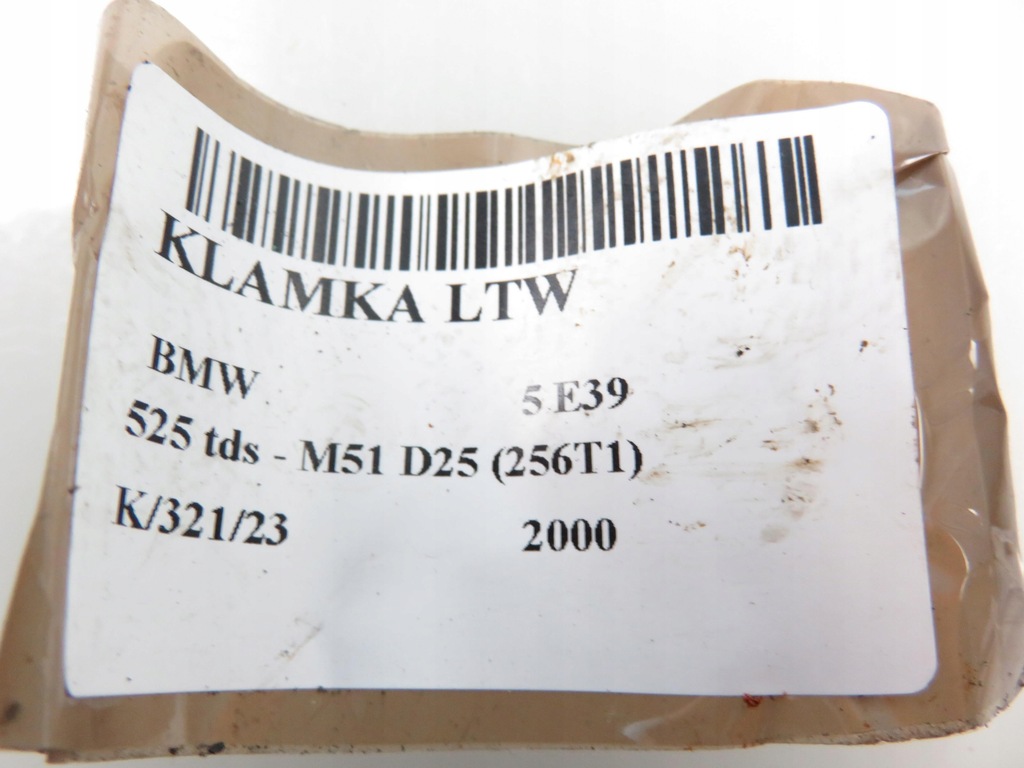 KLAMKA LTW
BMW 5 E39
525 tds - M51 D25 (256T1)
K/321/23 2000